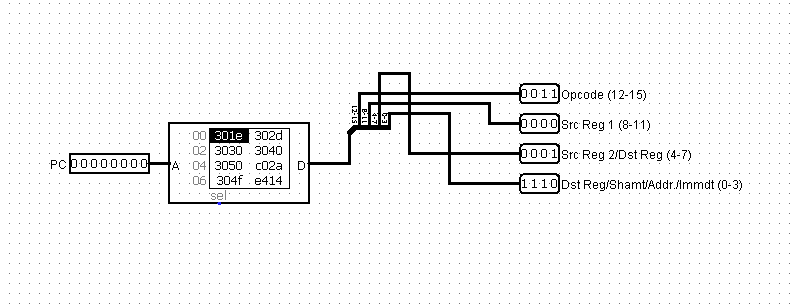 12-15 8-11 4-7 0-3
0011 Opcode (12-15)
0000 Src Reg 1 (8-11)
0001 Src Reg 2/Dst Reg (4-7)
1110 Dst Reg/Shamt/Addr./Immdt (0-3)
PC 00000000
A
00 301e 302d
02 3030 3040
04 3050 c02a
06 304f e414
D
sel